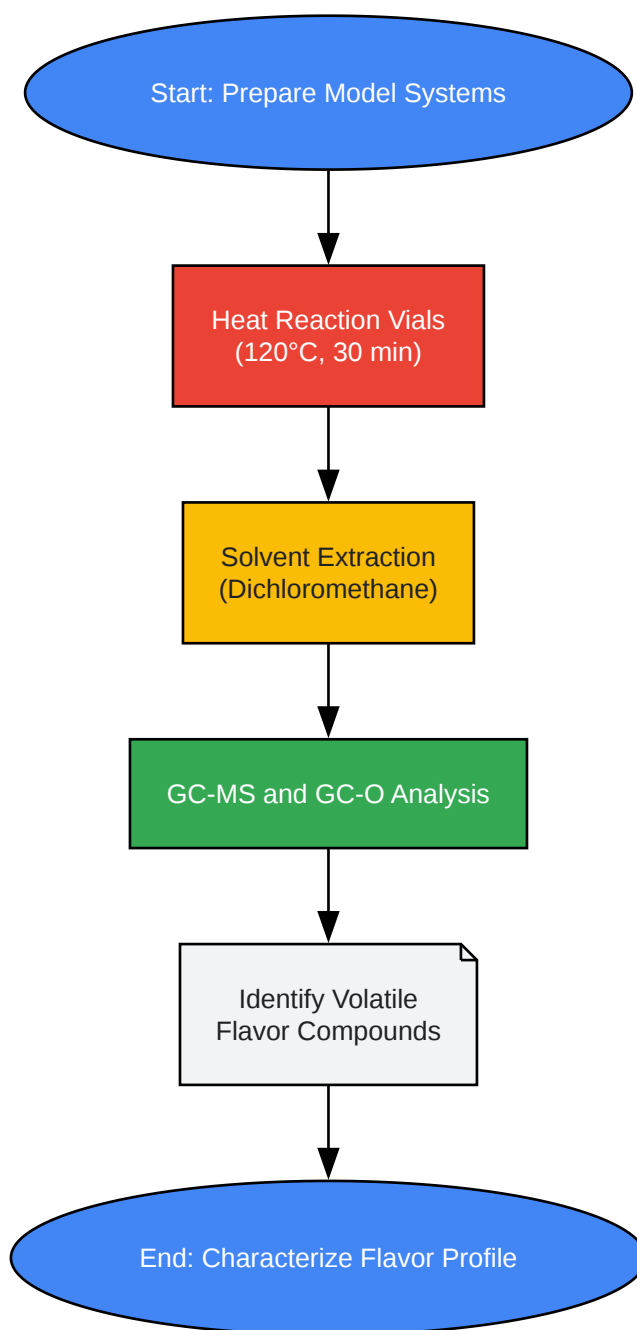 Start: Prepare Model Systems
Heat Reaction Vials
(120°C, 30 min)
Solvent Extraction
(Dichloromethane)
GC-MS and GC-O Analysis
Identify Volatile
Flavor Compounds
End: Characterize Flavor Profile